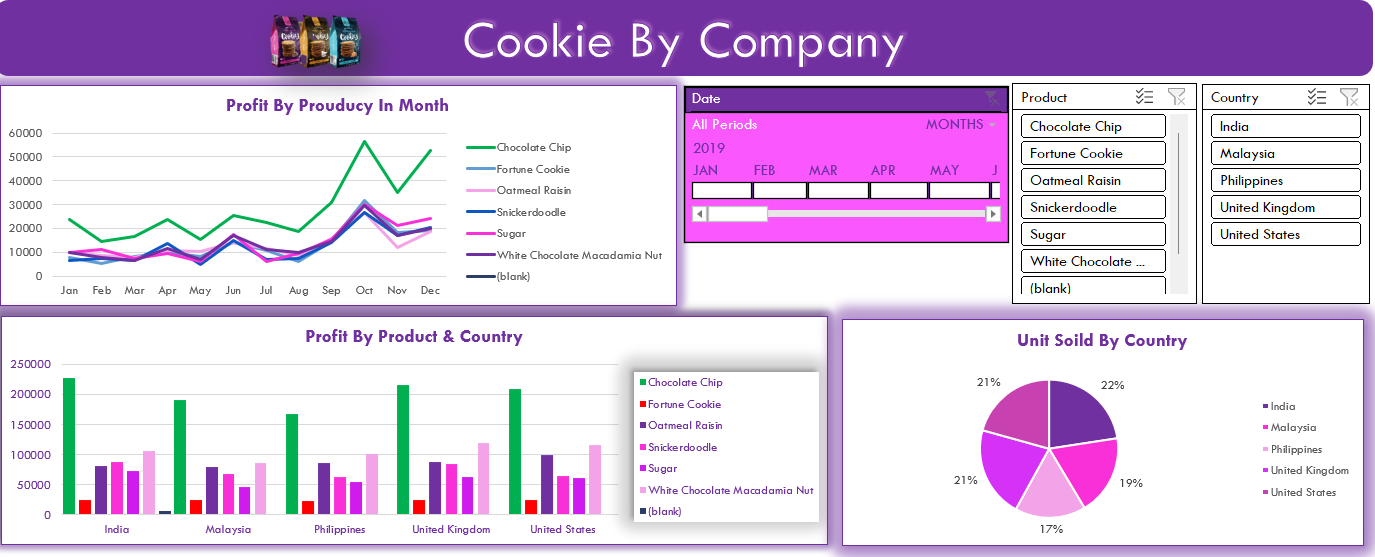 Cookie By Company
Profit By Prouducy In Month
60000
50000
40000
30000
20000
10000
0
Jan Feb Mar Apr May Jun Jul Aug Sep Oct Nov Dec
Chocolate Chip
Fortune Cookie
Oatmeal Raisin
Snickerdoodle
Sugar
White Chocolate Macadamia Nut
(blank)
Date
All Periods MONTHS
2019
JAN FEB MAR APR MAY J
Product
Chocolate Chip
Fortune Cookie
Oatmeal Raisin
Snickerdoodle
Sugar
White Chocolate ...
(blank)
Country
India
Malaysia
Philippines
United Kingdom
United States
Profit By Product & Country
250000
200000
150000
100000
50000
0
India Malaysia Philippines United Kingdom United States
Chocolate Chip
Fortune Cookie
Oatmeal Raisin
Snickerdoodle
Sugar
White Chocolate Macadamia Nut
(blank)
Unit Soild By Country
21% 22%
21% 19%
17%
India
Malaysia
Philippines
United Kingdom
United States